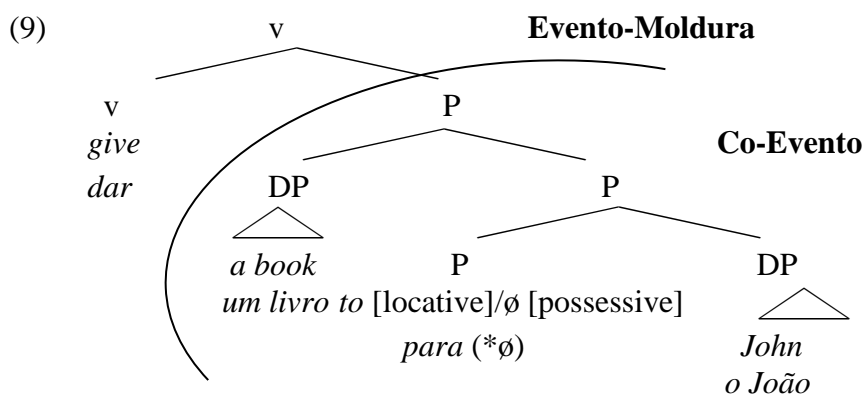 (9) v Evento-Moldura
v P
give Co-Evento
dar DP P
a book P DP
um livro to [locative]/ø [possessive]
para (*ø) John
o João